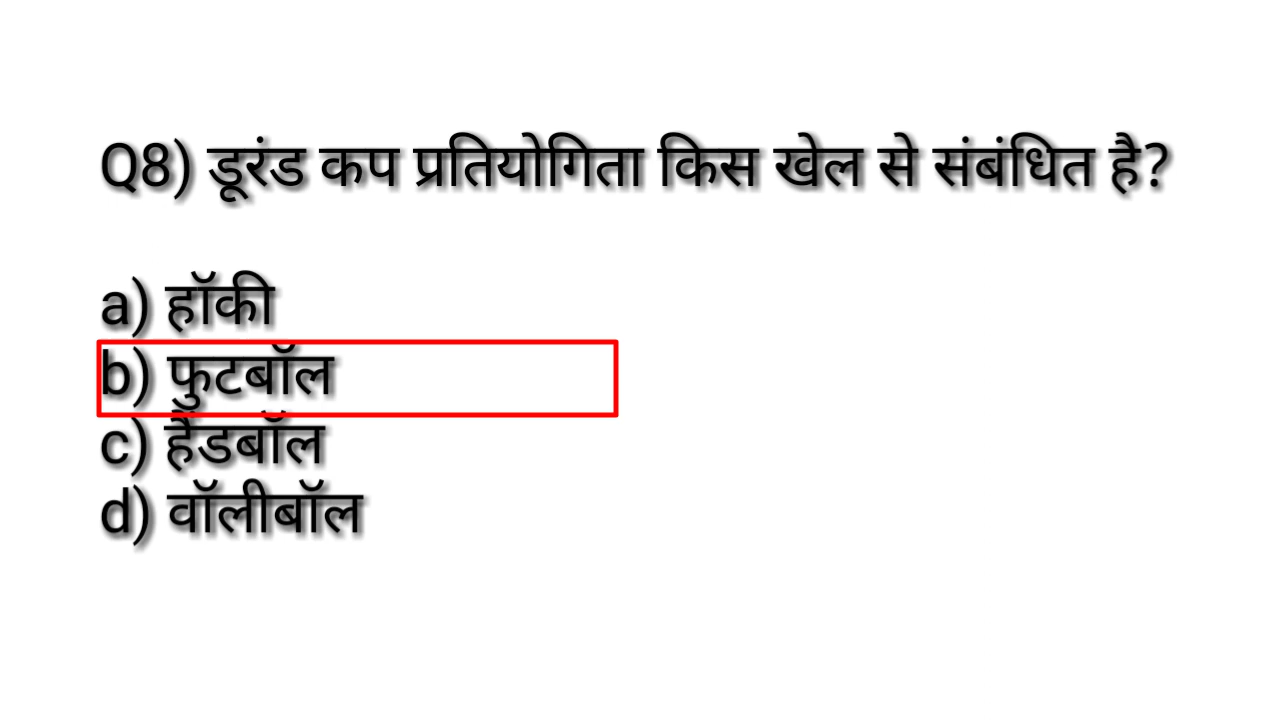 Q8) डूरंड कप प्रतियोगिता किस खेल से संबंधित है?
a) हॉकी
b) फुटबॉल
c) हैंडबॉल
d) वॉलीबॉल